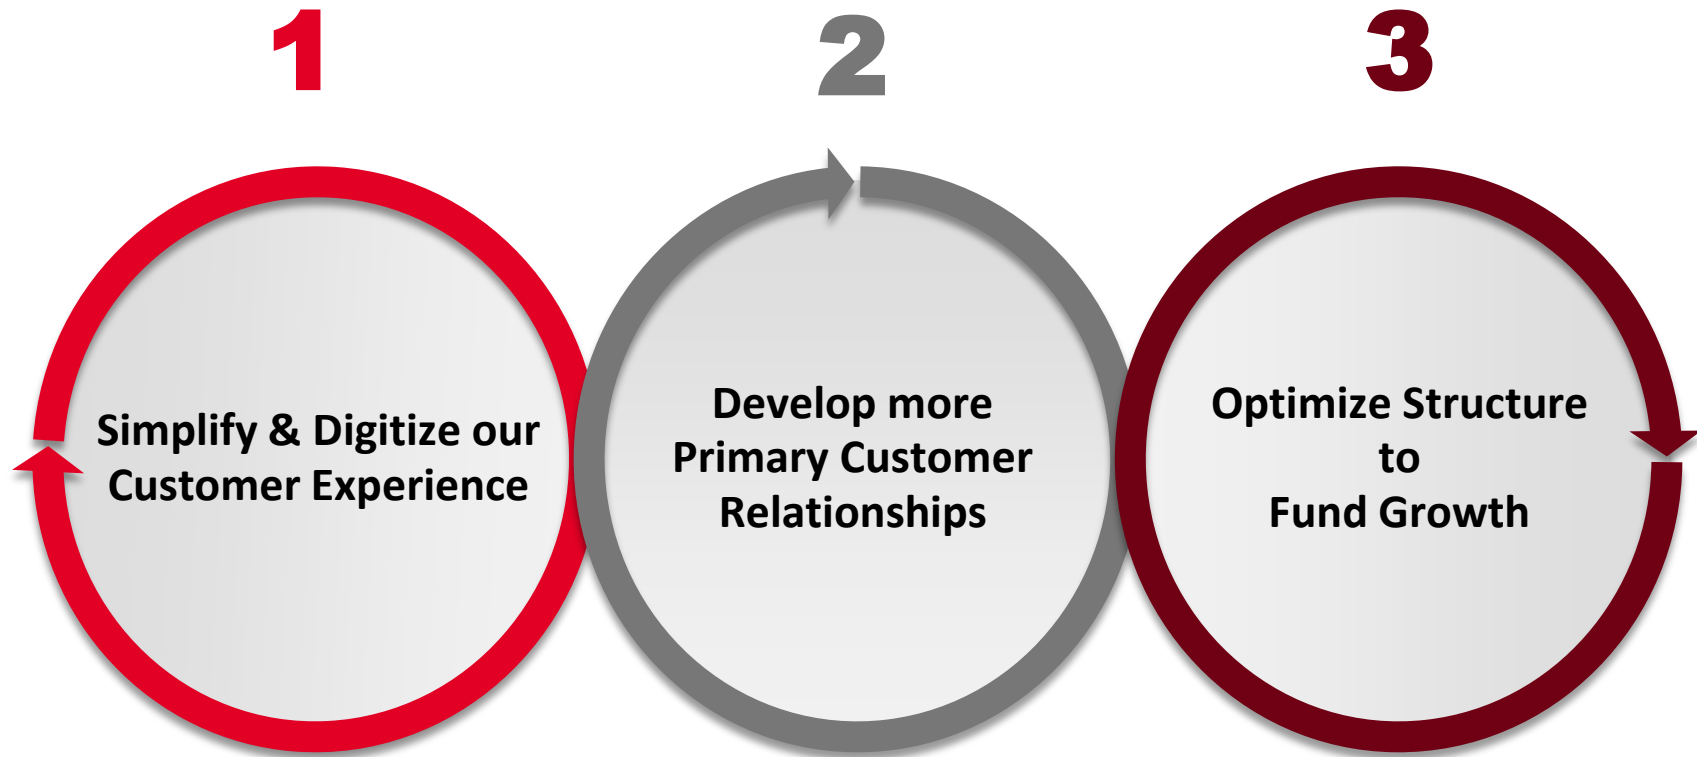 1
2
3
Simplify & Digitize our
Customer Experience
Develop more
Primary Customer
Relationships
Optimize Structure
to
Fund Growth